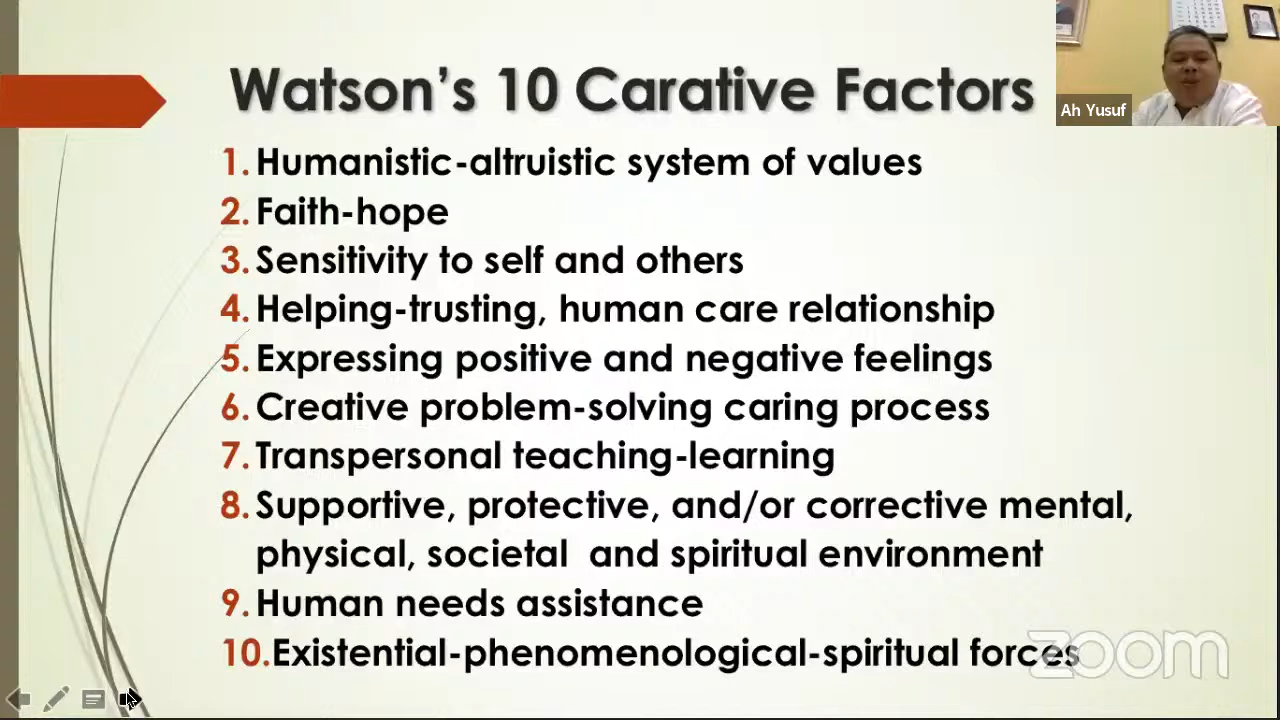 Watson's 10 Carative Factors
Ah Yusuf
1. Humanistic-altruistic system of values
2. Faith-hope
3. Sensitivity to self and others
4. Helping-trusting, human care relationship
5. Expressing positive and negative feelings
6. Creative problem-solving caring process
7. Transpersonal teaching-learning
8. Supportive, protective, and/or corrective mental,
physical, societal and spiritual environment
9. Human needs assistance
10. Existential-phenomenological-spiritual forces
zoom